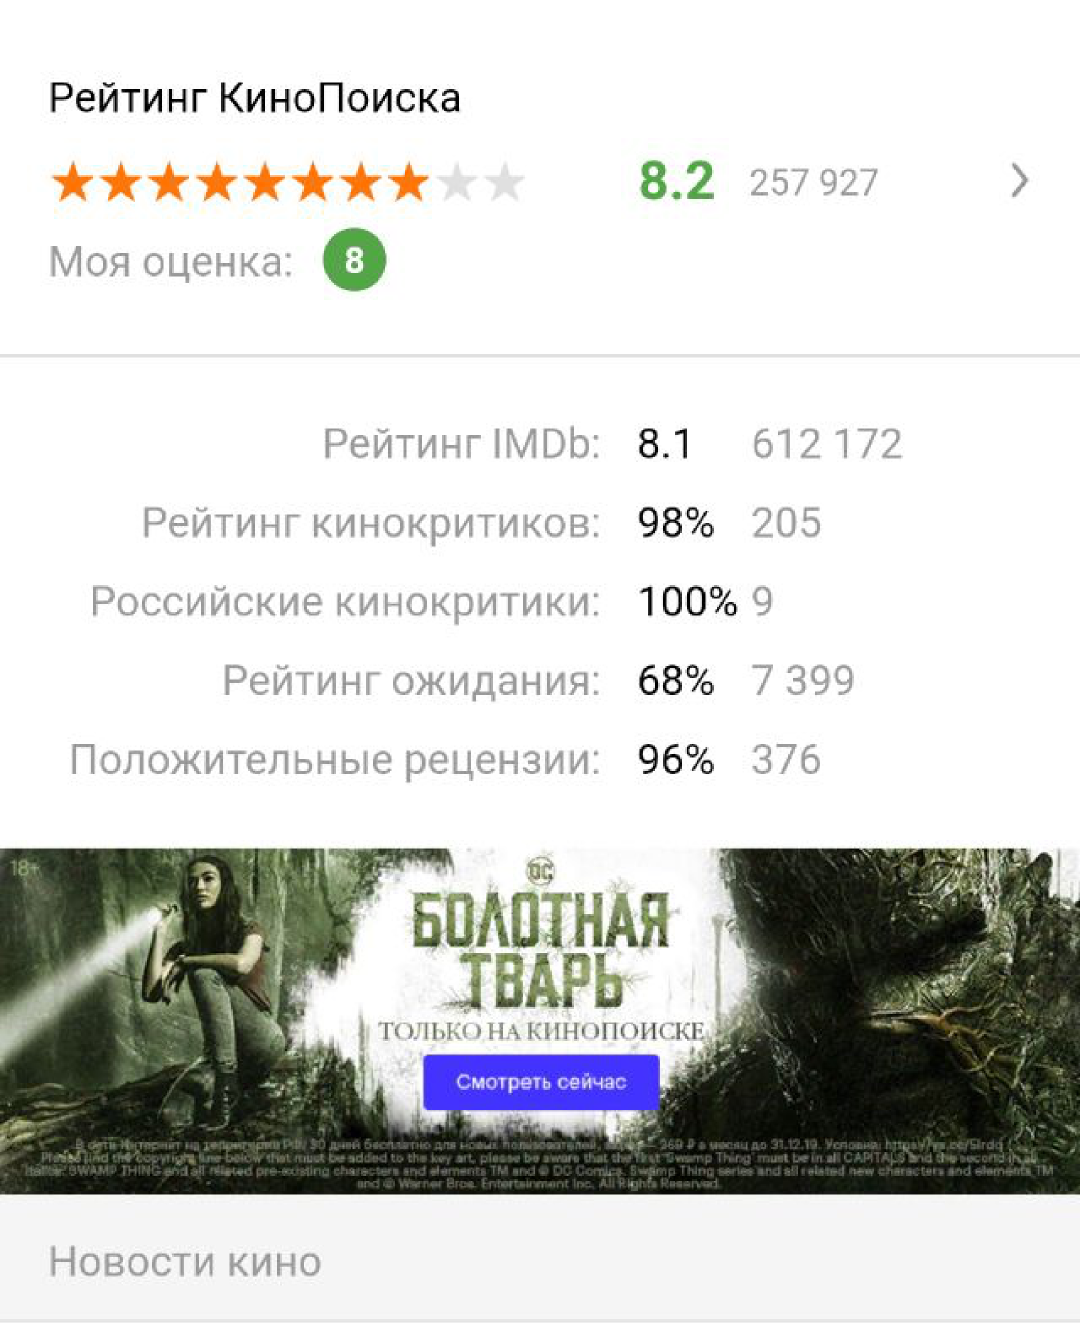 Рейтинг КиноПоиска
8.2 257 927
Моя оценка: 8
Рейтинг IMDb: 8.1 612 172
Рейтинг кинокритиков: 98% 205
Российские кинокритики: 100% 9
Рейтинг ожидания: 68% 7 399
Положительные рецензии: 96% 376
18+
DC
БОЛОТНАЯ
ТВАРЬ
ТОЛЬКО НА КИНОПОИСКЕ
Смотреть сейчас
В сети Интернет на территории РФ. 30 дней бесплатно для новых пользователей, — 269 ₽ в месяц до 31.12.19. Условия:
Please find the copyright line below that must be added to the key art, please be aware that the first "Swamp Thing" must be in all CAPITALS and the second in
italics: SWAMP THING and all related pre-existing characters and elements TM and © DC Comics. Swamp Thing series and all related new characters and elements TM
and © Warner Bros. Entertainment Inc. All Rights Reserved.
Новости кино